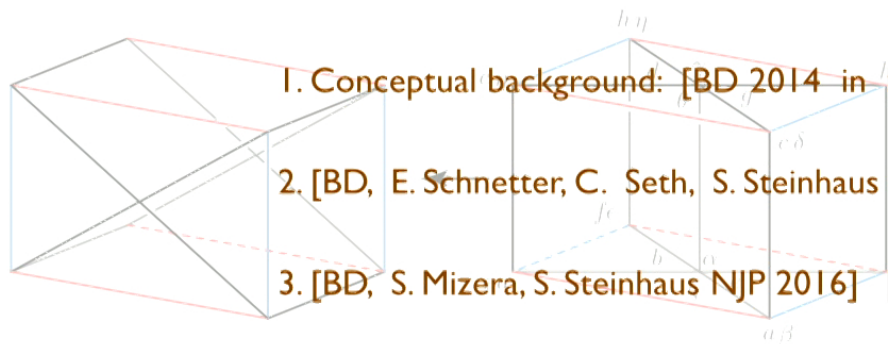 h η
1. Conceptual background: [BD 2014 in
g
c δ
2. [BD, E. Schnetter, C. Seth, S. Steinhaus
b
3. [BD, S. Mizera, S. Steinhaus NJP 2016]
a β